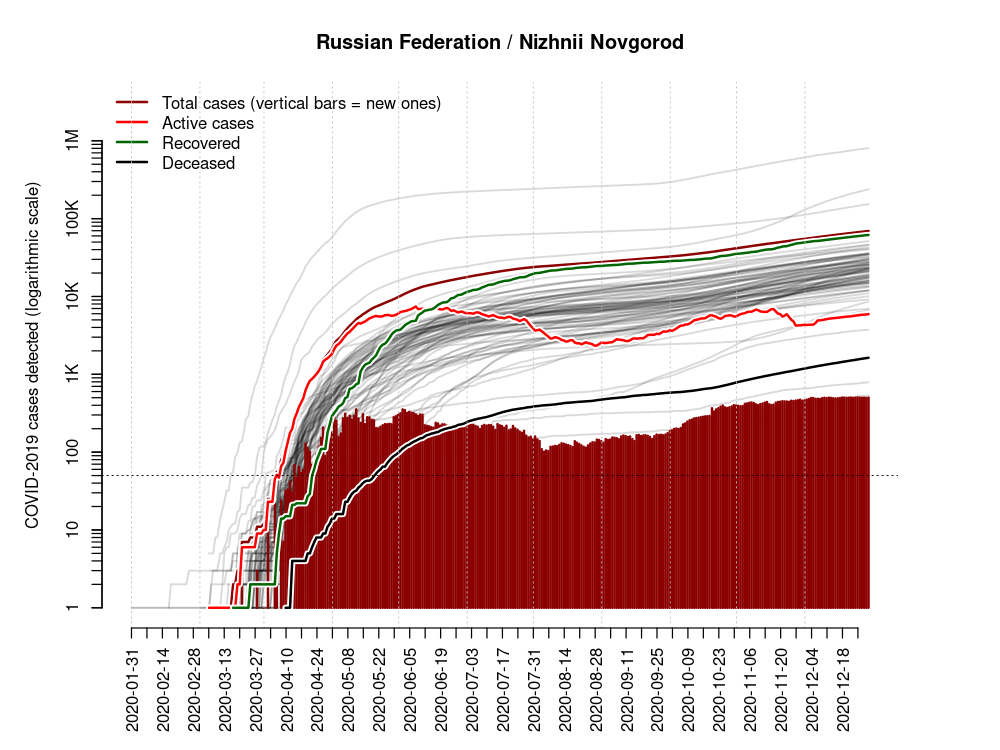 Russian Federation / Nizhnii Novgorod
Total cases (vertical bars = new ones)
Active cases
Recovered
Deceased
COVID-2019 cases detected (logarithmic scale)
1M
100K
10K
1K
100
10
1
2020-01-31
2020-02-14
2020-02-28
2020-03-13
2020-03-27
2020-04-10
2020-04-24
2020-05-08
2020-05-22
2020-06-05
2020-06-19
2020-07-03
2020-07-17
2020-07-31
2020-08-14
2020-08-28
2020-09-11
2020-09-25
2020-10-09
2020-10-23
2020-11-06
2020-11-20
2020-12-04
2020-12-18